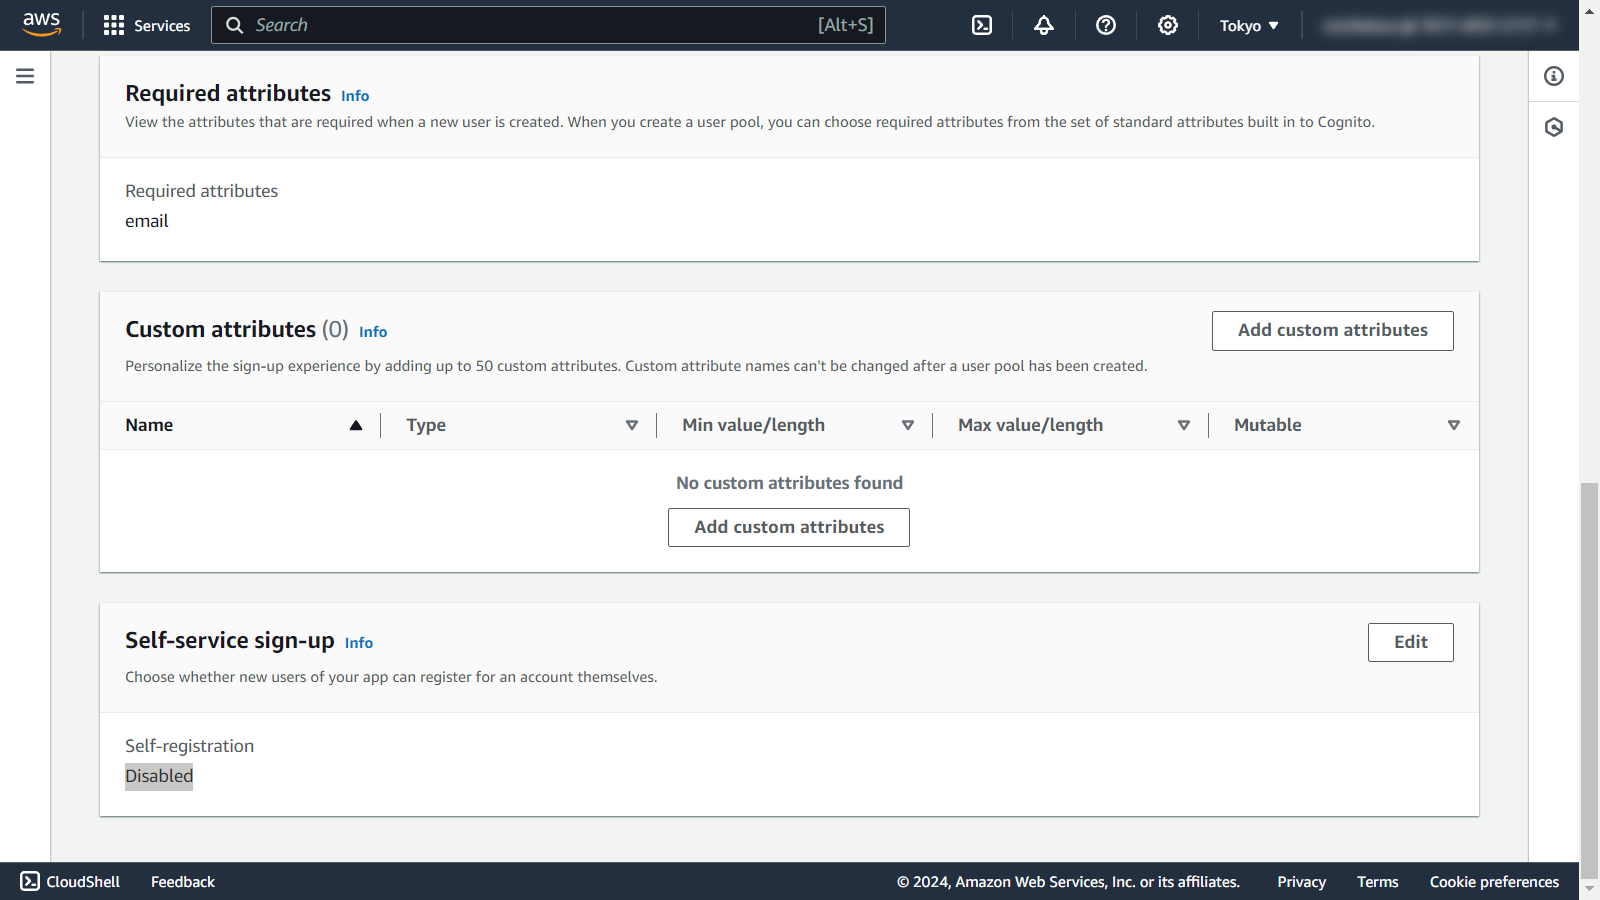 aws
Services
Search
[Alt+S]
Tokyo
Required attributes Info
View the attributes that are required when a new user is created. When you create a user pool, you can choose required attributes from the set of standard attributes built in to Cognito.
Required attributes
email
Custom attributes (0) Info
Add custom attributes
Personalize the sign-up experience by adding up to 50 custom attributes. Custom attribute names can't be changed after a user pool has been created.
Name Type Min value/length Max value/length Mutable
No custom attributes found
Add custom attributes
Self-service sign-up Info
Edit
Choose whether new users of your app can register for an account themselves.
Self-registration
Disabled
CloudShell Feedback © 2024, Amazon Web Services, Inc. or its affiliates. Privacy Terms Cookie preferences